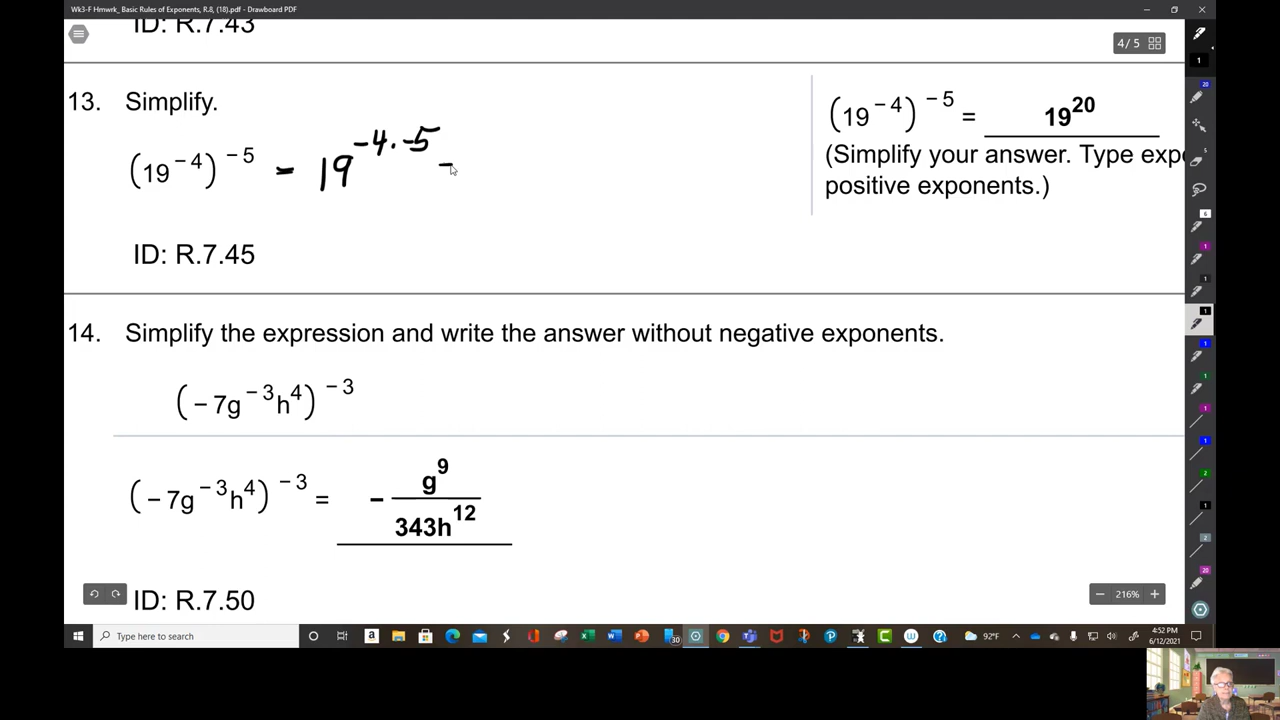 Wk3-F Hmwrk_ Basic Rules of Exponents, R.8, (18).pdf - Drawboard PDF
ID: R.7.43
4 / 5
13. Simplify.
(19⁻⁴)⁻⁵ = 19⁻⁴·⁻⁵
(19⁻⁴)⁻⁵ = 19²⁰
(Simplify your answer. Type exp
positive exponents.)
ID: R.7.45
14. Simplify the expression and write the answer without negative exponents.
(−7g⁻³h⁴)⁻³
(−7g⁻³h⁴)⁻³ = − g⁹ / 343h¹²
ID: R.7.50
216%
Type here to search
92°F
4:52 PM
6/12/2021